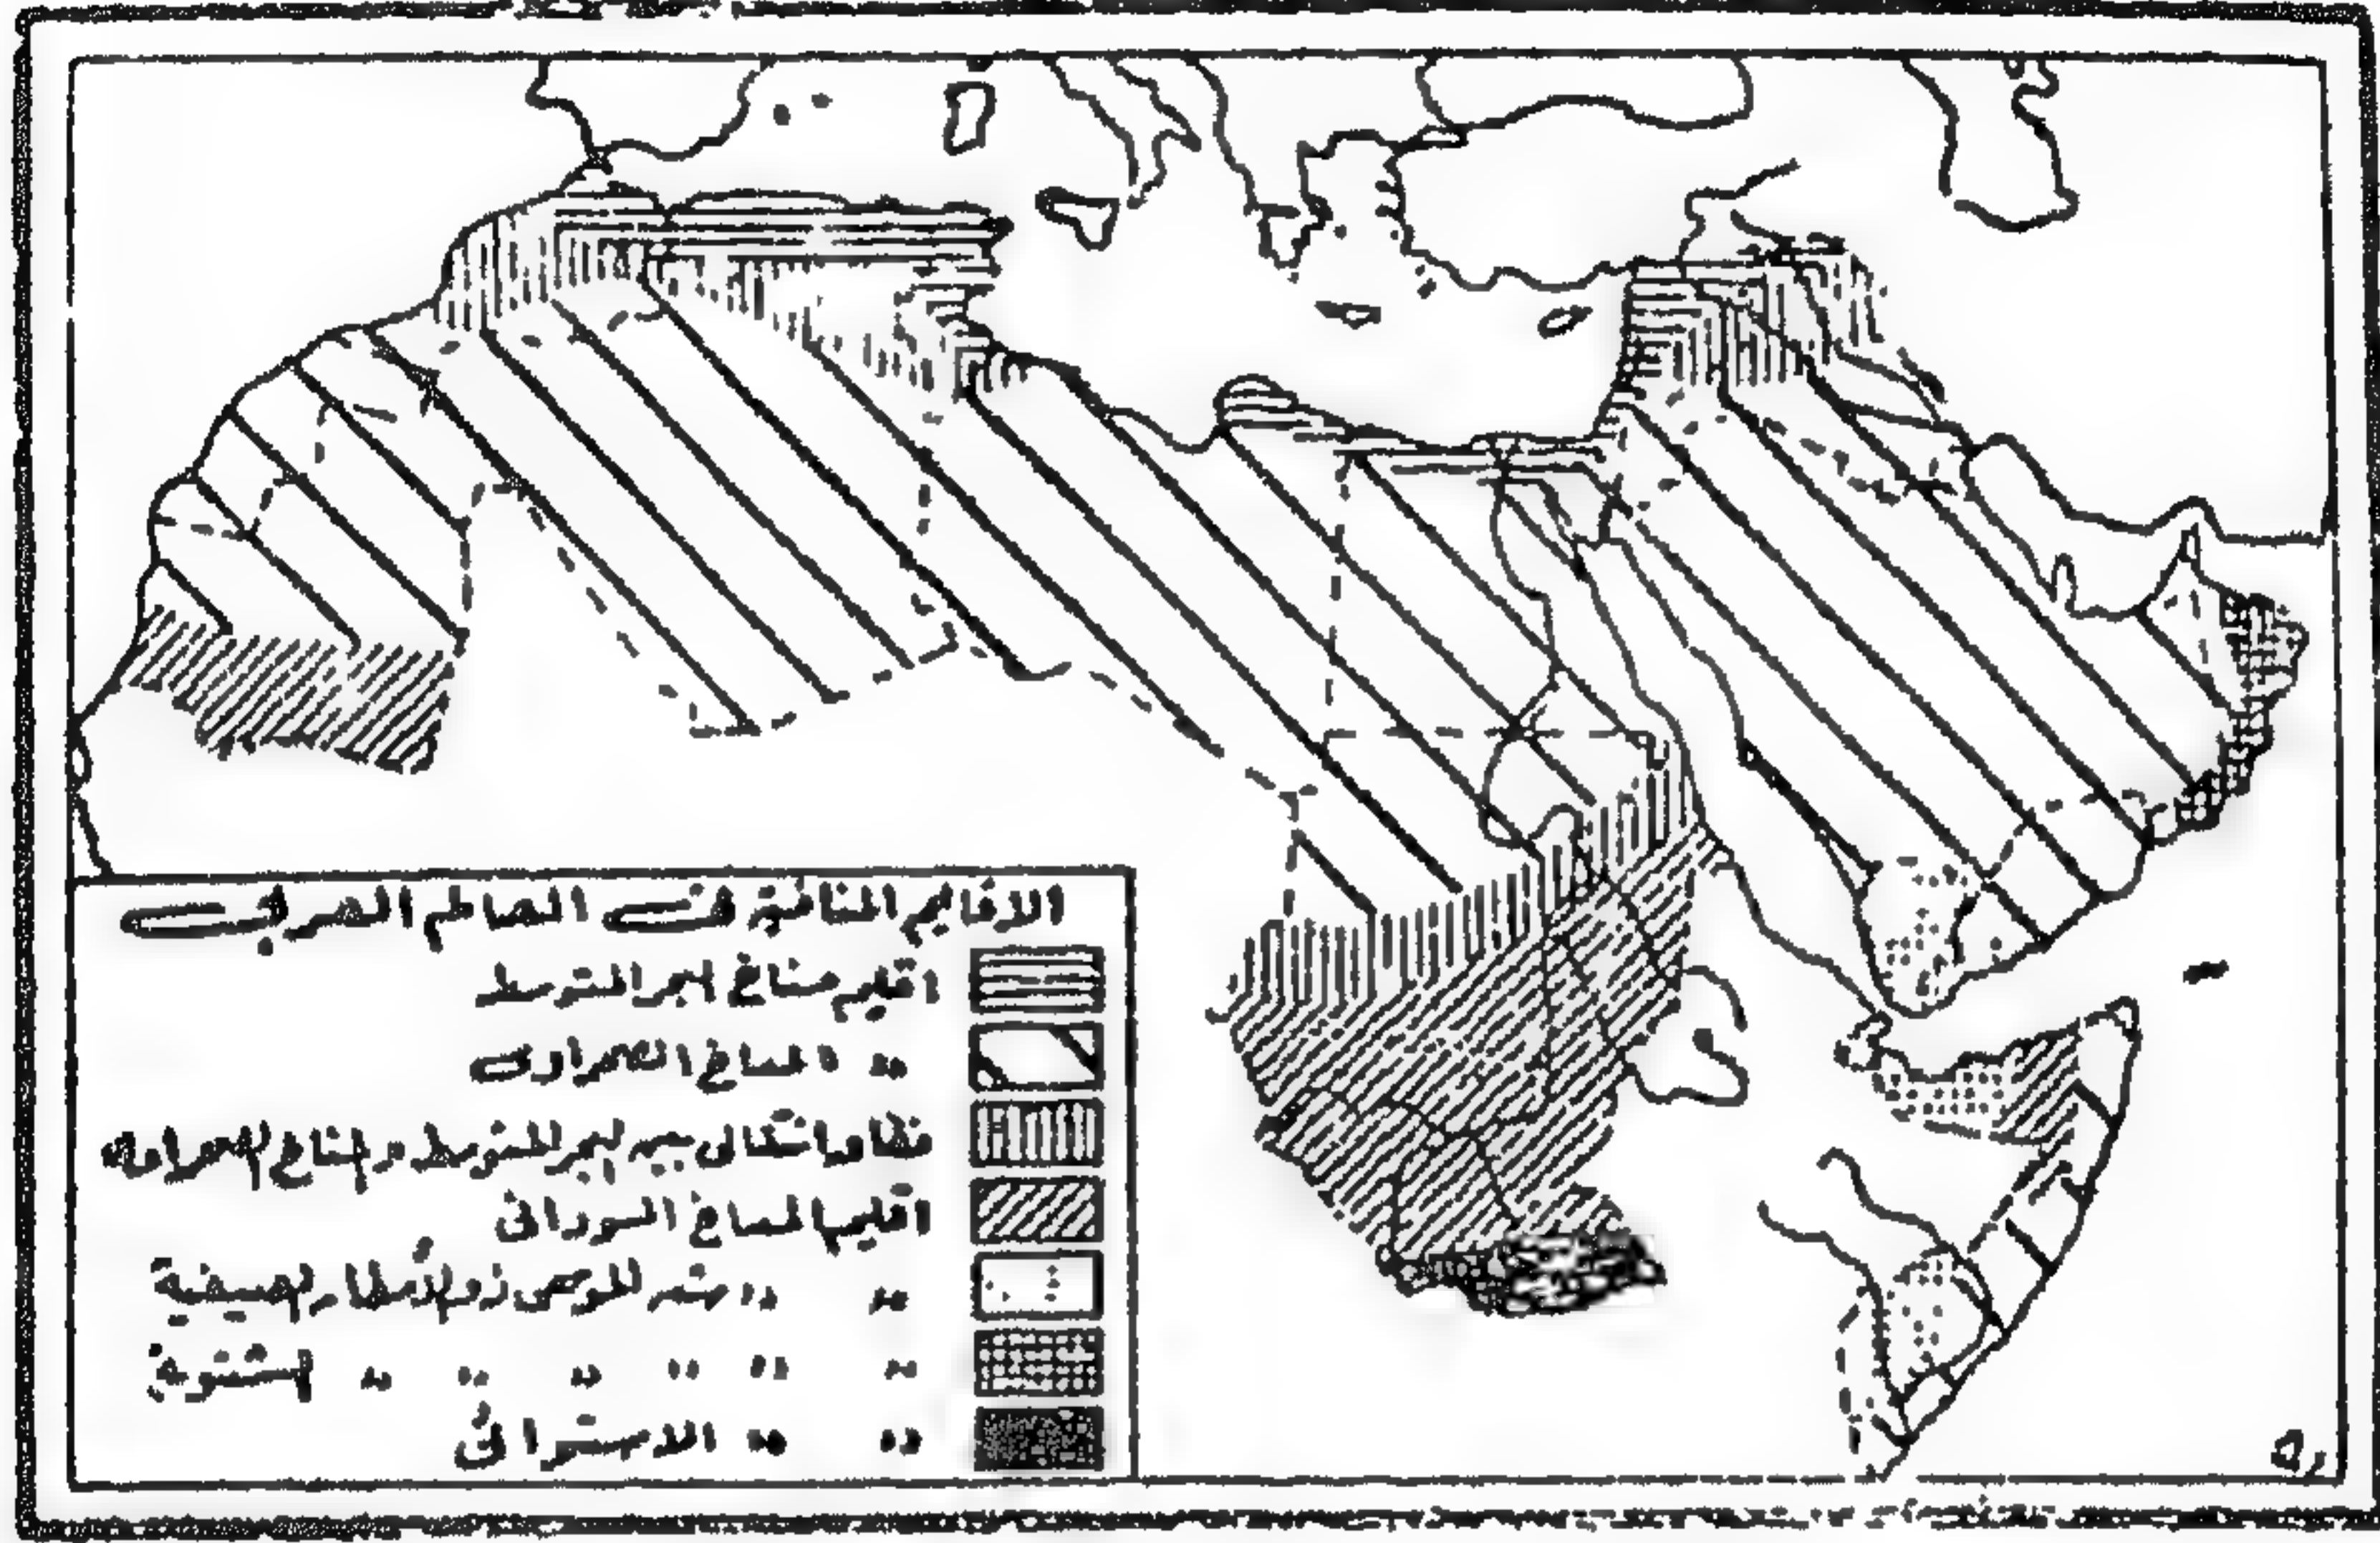 الاقاليم المناخية في العالم العربي
اقليم مناخ البحر المتوسط
" المناخ الصحراوي
نطاق انتقالي بين البحر المتوسط والمناخ الصحراوي
اقليم المناخ السوداني
" " شبه الموسمي ذو الأمطار الصيفية
" " " " " " الشتوية
" " الاستوائي